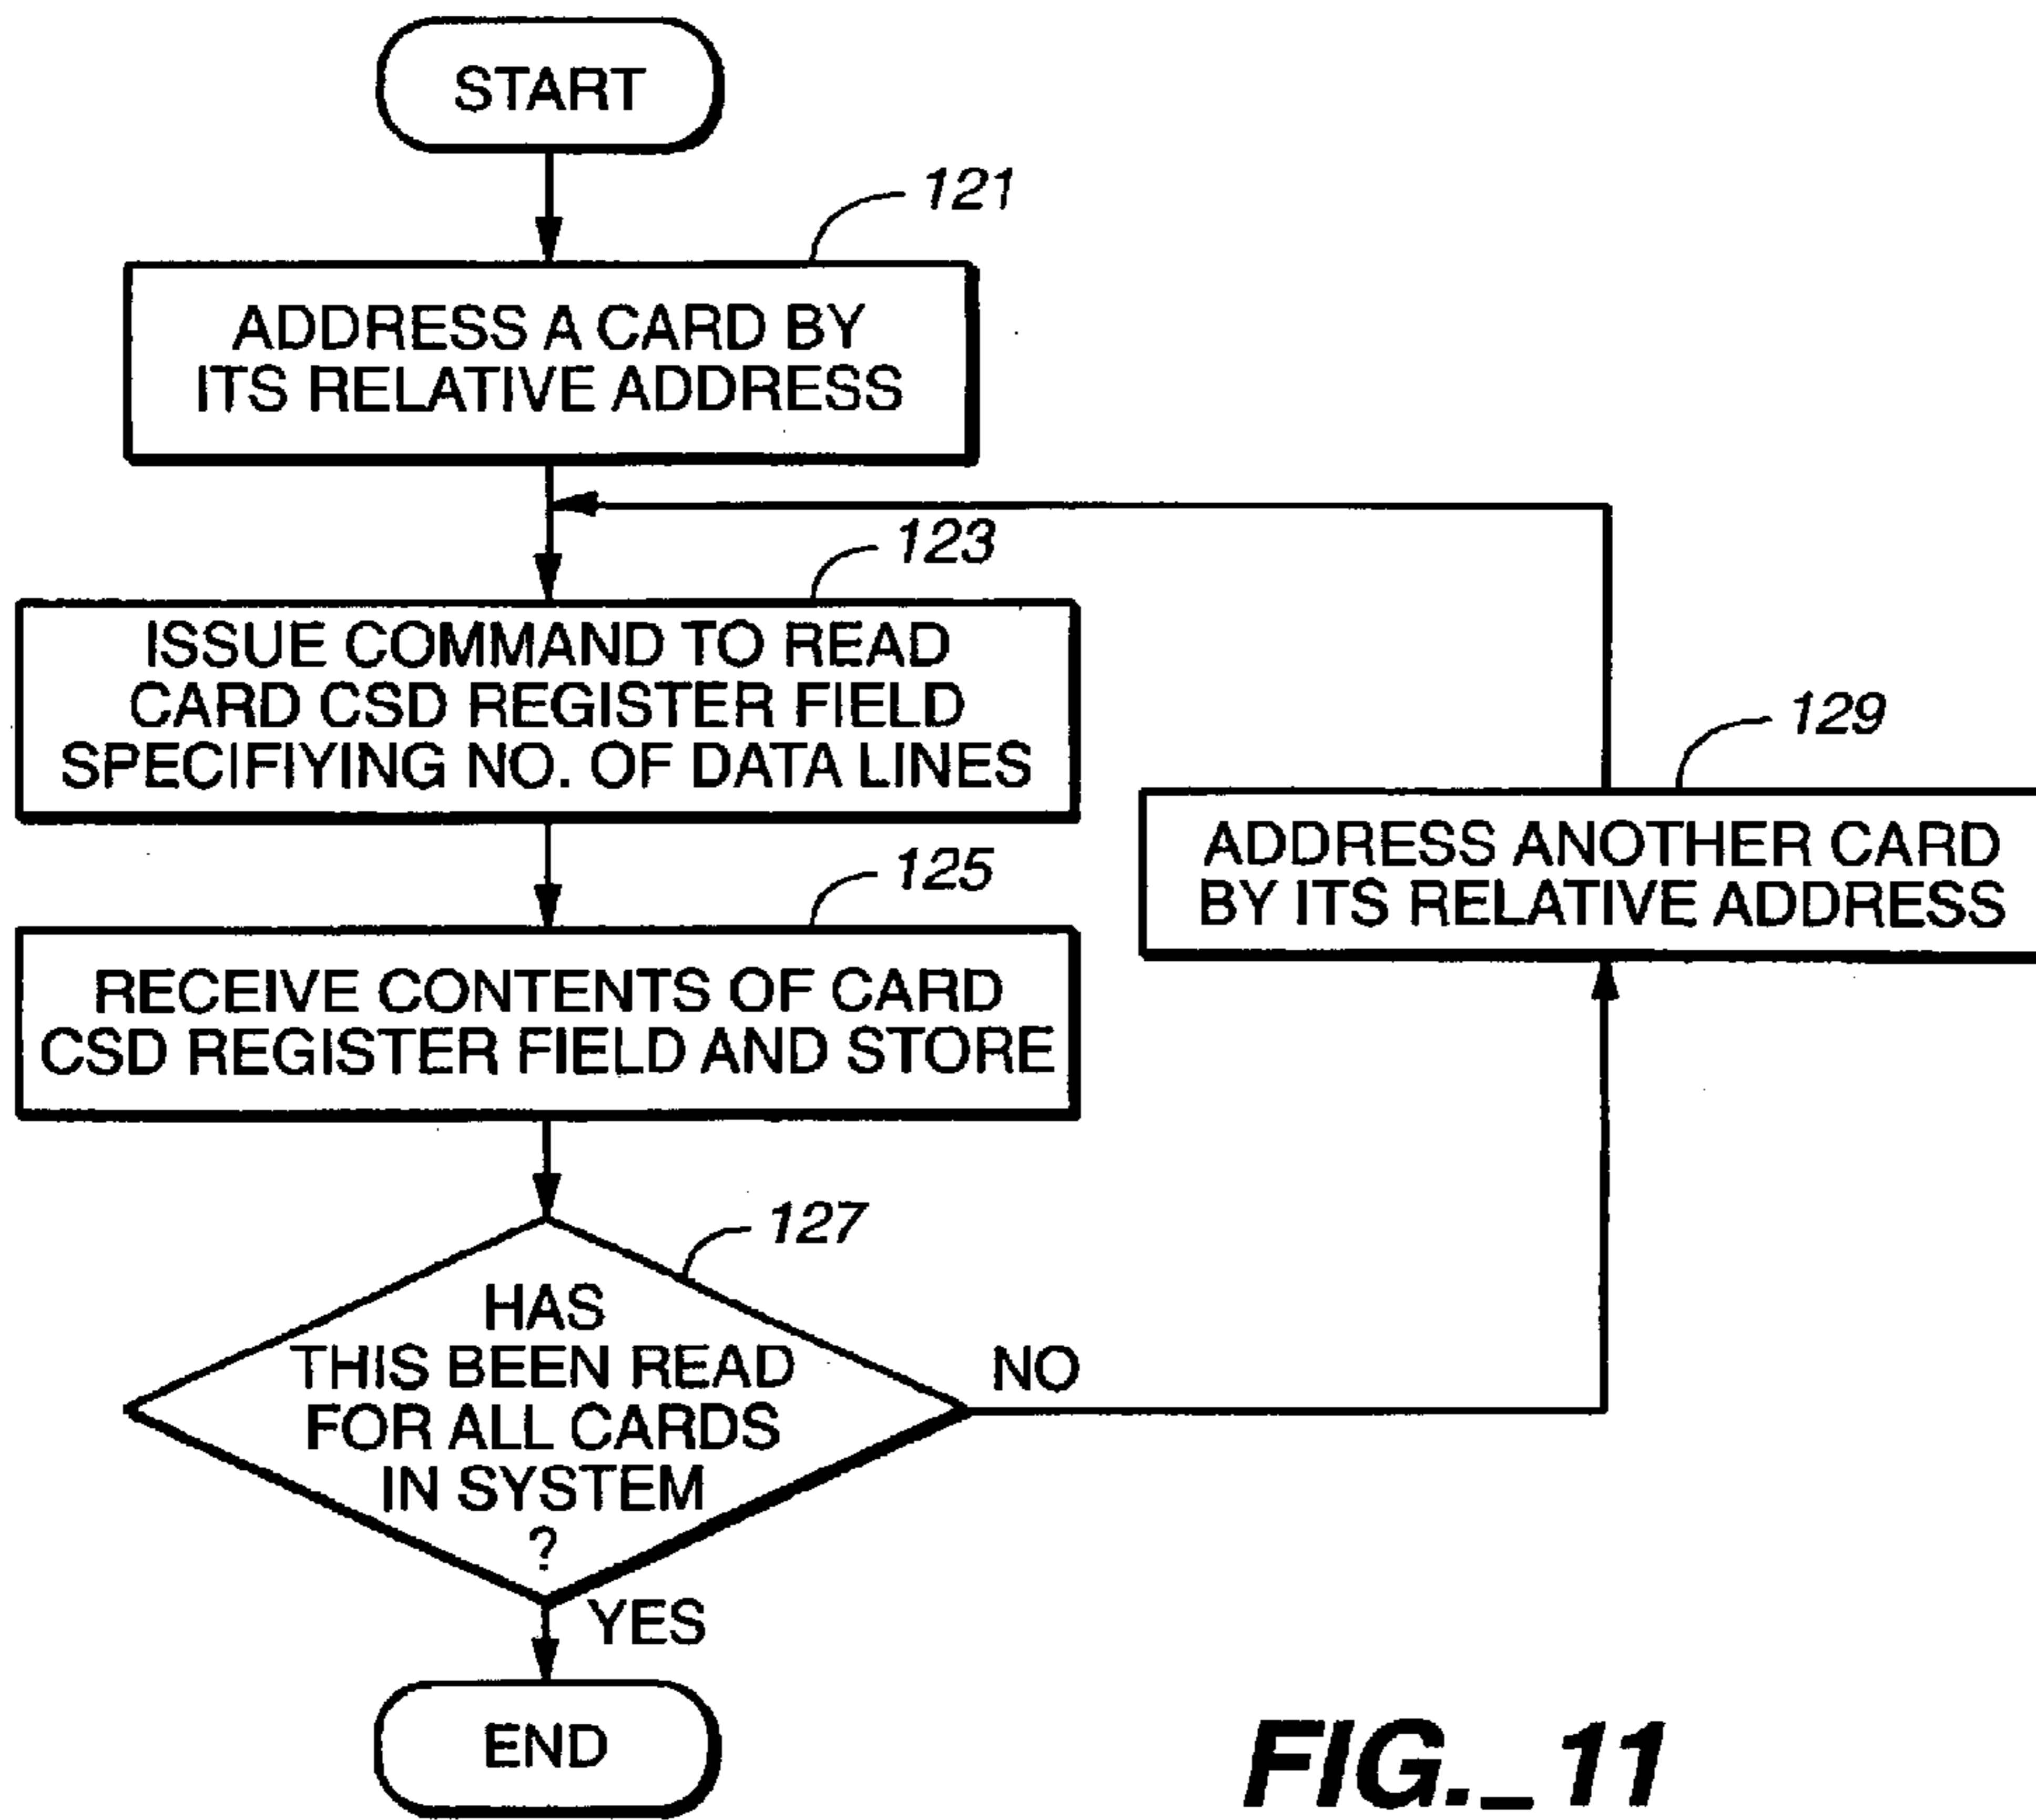 START
121
ADDRESS A CARD BY
ITS RELATIVE ADDRESS
123
ISSUE COMMAND TO READ
CARD CSD REGISTER FIELD
SPECIFIYING NO. OF DATA LINES
129
ADDRESS ANOTHER CARD
BY ITS RELATIVE ADDRESS
125
RECEIVE CONTENTS OF CARD
CSD REGISTER FIELD AND STORE
127
HAS
THIS BEEN READ
FOR ALL CARDS
IN SYSTEM
?
NO
YES
END
FIG._11